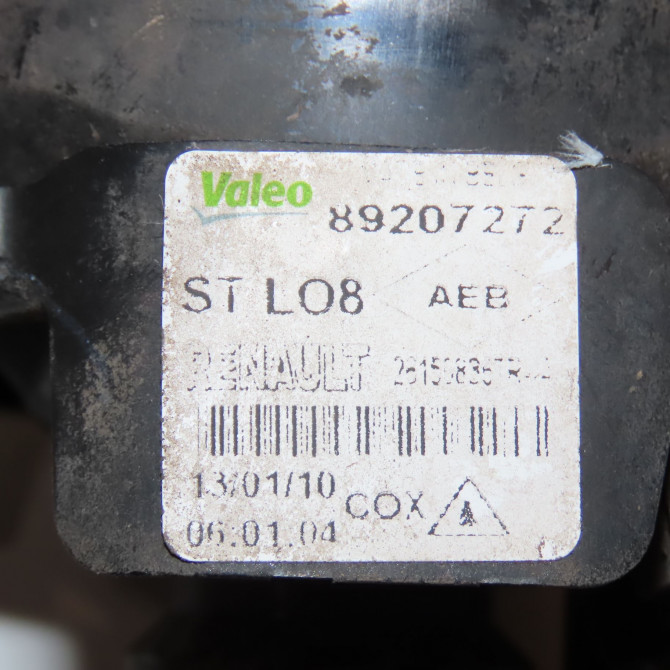 Valeo
89207272
ST LO8 AEB
RENAULT
13/01/10
COX
06:01.04